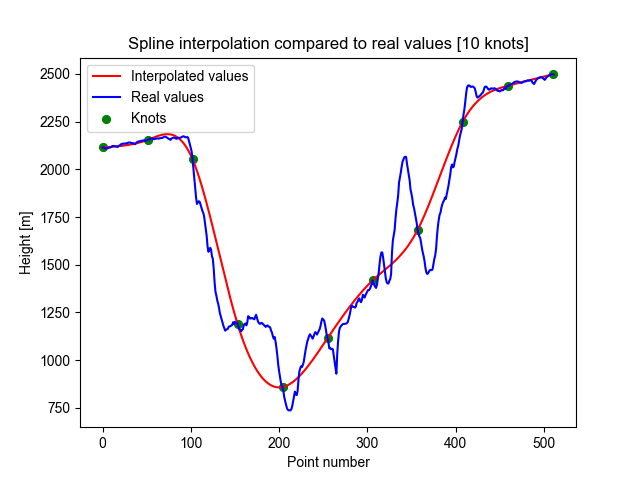 Spline interpolation compared to real values [10 knots]
Interpolated values
Real values
Knots
2500
2250
2000
1750
1500
1250
1000
750
Height [m]
0 100 200 300 400 500
Point number